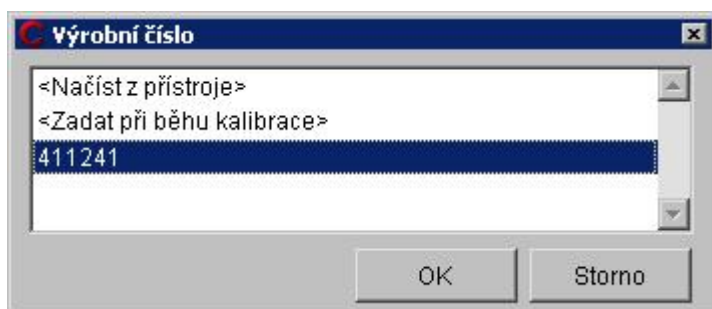 Výrobní číslo
<Načíst z přístroje>
<Zadat při běhu kalibrace>
411241
OK
Storno